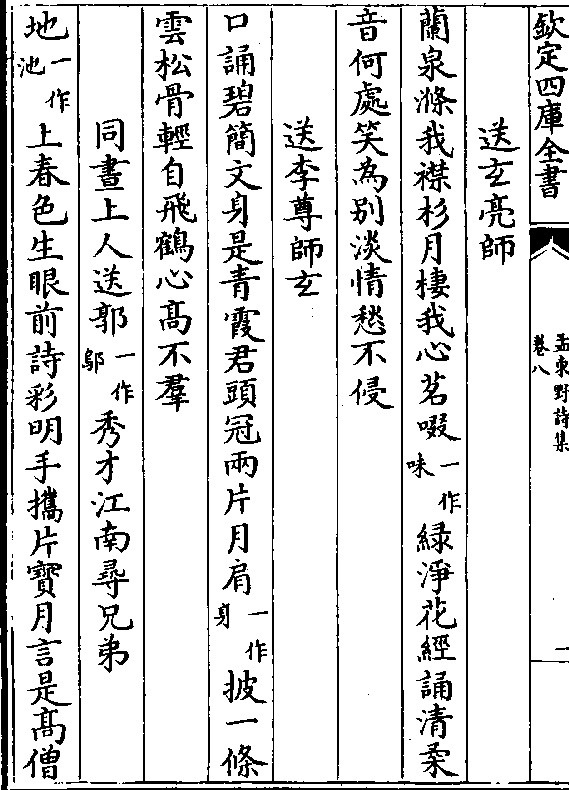 欽定四庫全書
孟東野詩集
卷八
一
送玄亮師
蘭泉滌我襟杉月棲我心茗啜一作味綠淨花經誦清柔
音何處笑為別淡情愁不侵
送李尊師玄
口誦碧簡文身是青霞君頭冠兩片月肩一作身披一條
雲松骨輕自飛鶴心高不羣
同晝上人送郭一作鄔秀才江南尋兄弟
地一作池上春色生眼前詩彩明手攜片寶月言是高僧